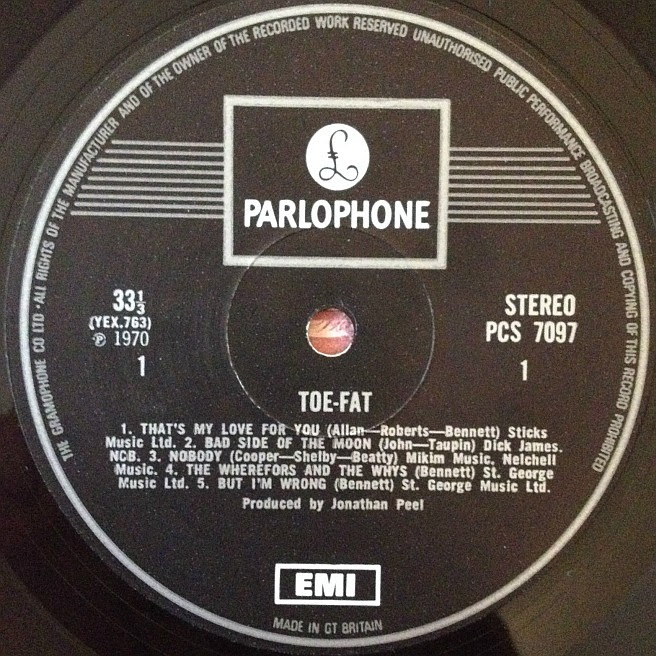 THE GRAMOPHONE CO LTD · ALL RIGHTS OF THE MANUFACTURER AND OF THE OWNER OF THE RECORDED WORK RESERVED UNAUTHORISED PUBLIC PERFORMANCE BROADCASTING AND COPYING OF THIS RECORD PROHIBITED
£
PARLOPHONE
33⅓
(YEX.763)
℗ 1970
1
STEREO
PCS 7097
1
TOE-FAT
1. THAT'S MY LOVE FOR YOU (Allan—Roberts—Bennett) Sticks
Music Ltd. 2. BAD SIDE OF THE MOON (John—Taupin) Dick James.
NCB. 3. NOBODY (Cooper—Shelby—Beatty) Mikim Music. Nelchell
Music. 4. THE WHEREFORS AND THE WHYS (Bennett) St. George
Music Ltd. 5. BUT I'M WRONG (Bennett) St. George Music Ltd.
Produced by Jonathan Peel
EMI
MADE IN GT BRITAIN